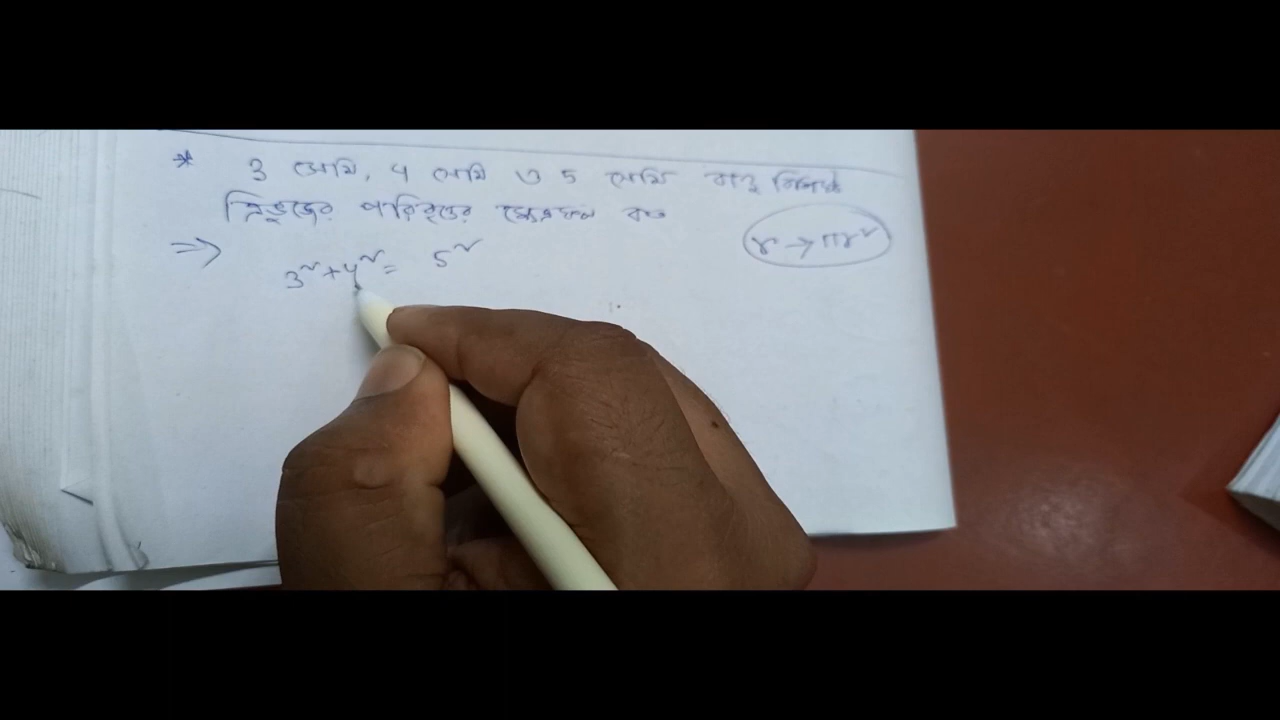 * 3 সেমি, 4 সেমি ও 5 সেমি বাহু বিশিষ্ট
ত্রিভুজের পরিবৃত্তের ক্ষেত্রফল কত
r → πr²
⇒ 3² + 4² = 5²